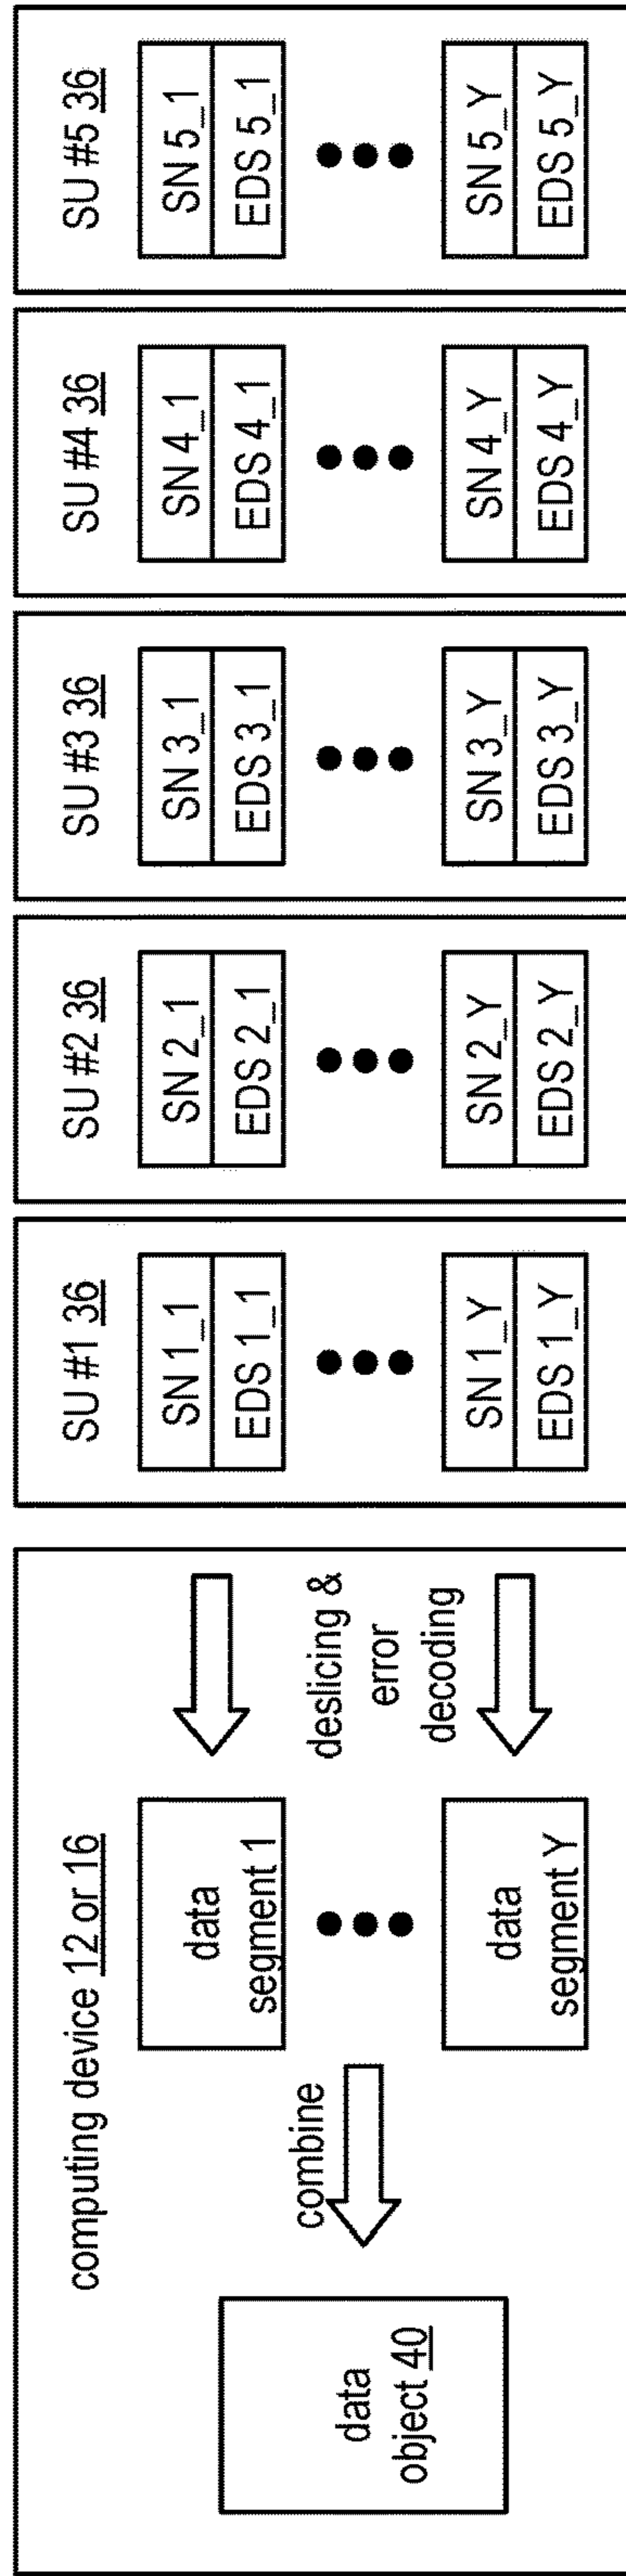 computing device 12 or 16
data
object 40
combine
data
segment 1
data
segment Y
deslicing &
error
decoding
SU #1 36
SN 1_1
EDS 1_1
SN 1_Y
EDS 1_Y
SU #2 36
SN 2_1
EDS 2_1
SN 2_Y
EDS 2_Y
SU #3 36
SN 3_1
EDS 3_1
SN 3_Y
EDS 3_Y
SU #4 36
SN 4_1
EDS 4_1
SN 4_Y
EDS 4_Y
SU #5 36
SN 5_1
EDS 5_1
SN 5_Y
EDS 5_Y